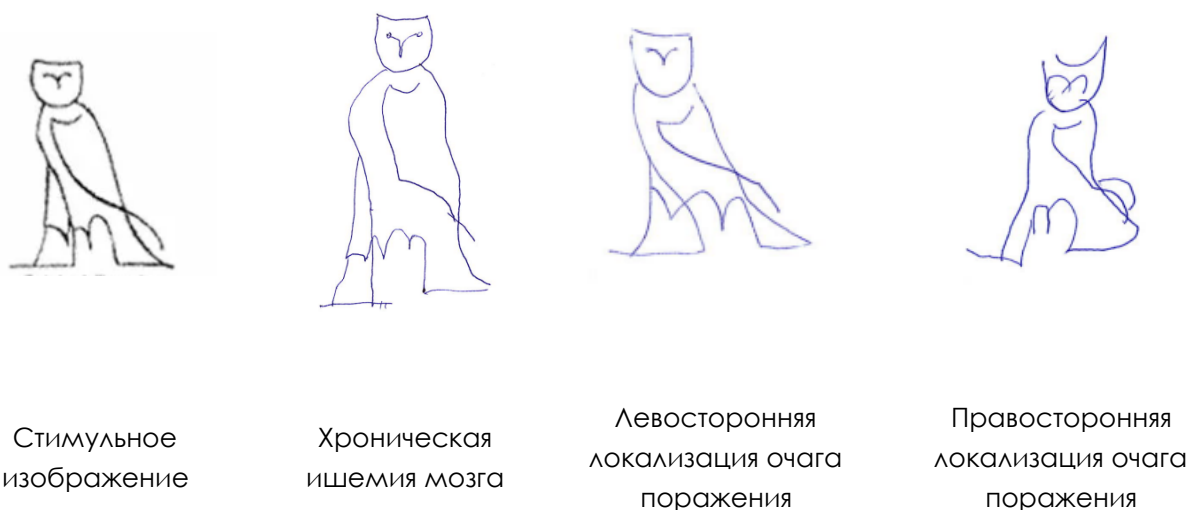 Стимульное
изображение
Хроническая
ишемия мозга
Левосторонняя
локализация очага
поражения
Правосторонняя
локализация очага
поражения